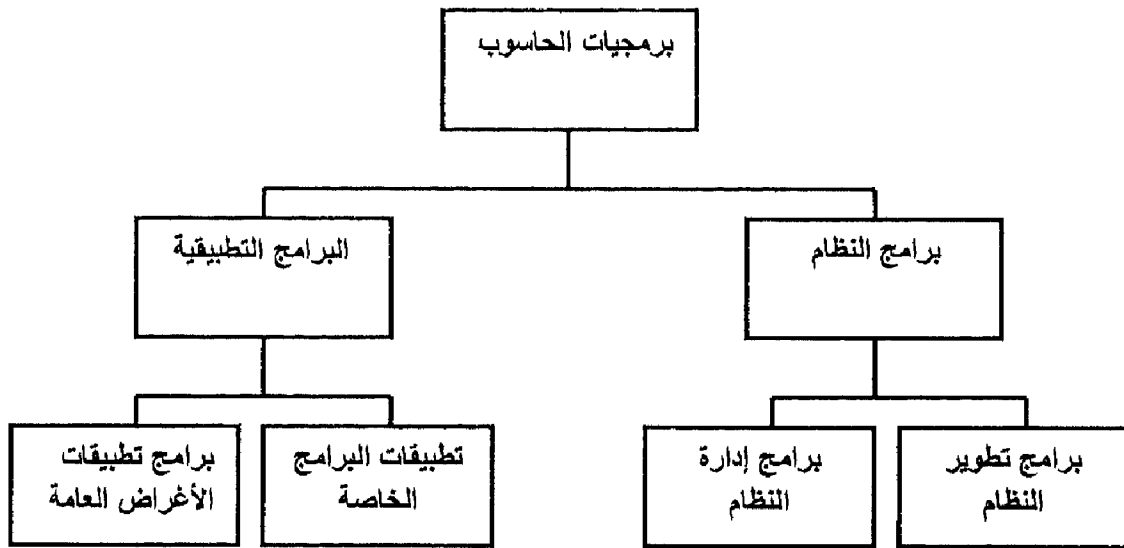 برمجيات الحاسوب
برامج النظام
البرامج التطبيقية
برامج تطوير
النظام
برامج إدارة
النظام
تطبيقات البرامج
الخاصة
برامج تطبيقات
الأغراض العامة